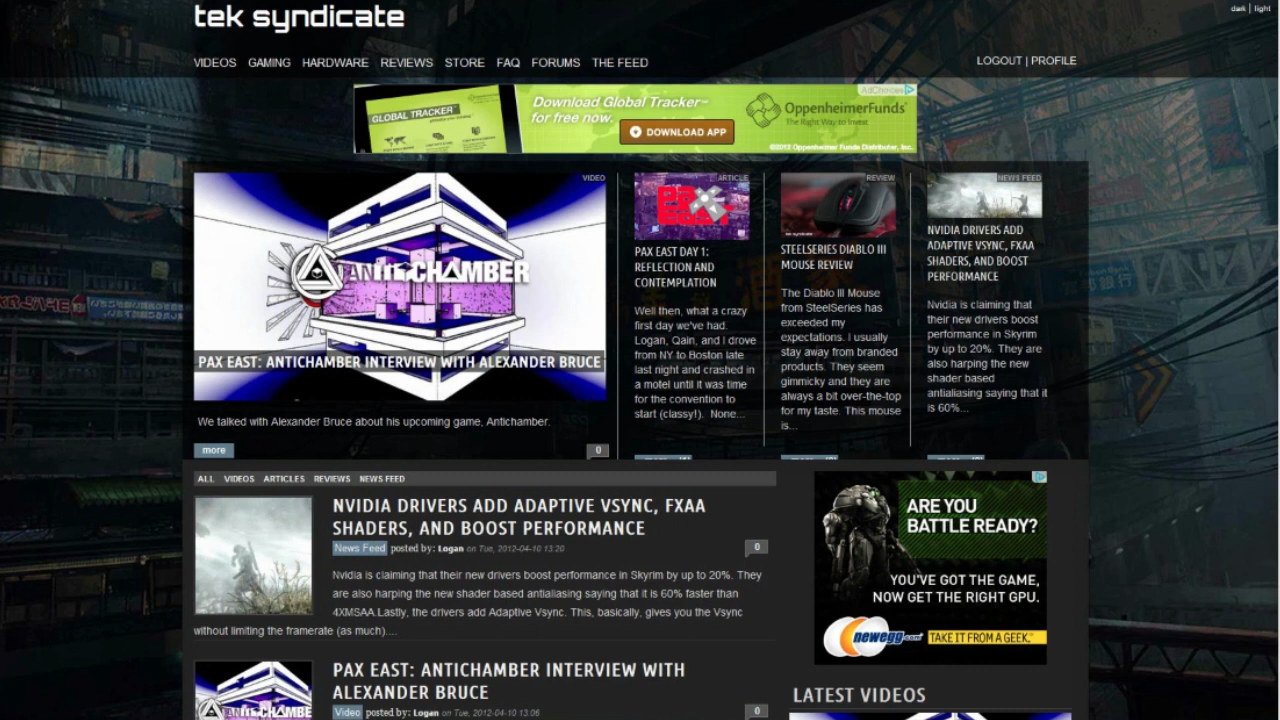 tek syndicate
dark | light
VIDEOS GAMING HARDWARE REVIEWS STORE FAQ FORUMS THE FEED
LOGOUT | PROFILE
AdChoices
GLOBAL TRACKER
Download Global Tracker
for free now.
DOWNLOAD APP
OppenheimerFunds
The Right Way to Invest
©2012 Oppenheimer Funds Distributor, Inc.
VIDEO
ANTICHAMBER
PAX EAST: ANTICHAMBER INTERVIEW WITH ALEXANDER BRUCE
We talked with Alexander Bruce about his upcoming game, Antichamber.
more
0
ARTICLE
PAX EAST DAY 1:
REFLECTION AND
CONTEMPLATION
Well then, what a crazy
first day we've had.
Logan, Qain, and I drove
from NY to Boston late
last night and crashed in
a motel until it was time
for the convention to
start (classy!). None...
REVIEW
STEELSERIES DIABLO III
MOUSE REVIEW
The Diablo III Mouse
from SteelSeries has
exceeded my
expectations. I usually
stay away from branded
products. They seem
gimmicky and they are
always a bit over-the-top
for my taste. This mouse
is...
NEWS FEED
NVIDIA DRIVERS ADD
ADAPTIVE VSYNC, FXAA
SHADERS, AND BOOST
PERFORMANCE
Nvidia is claiming that
their new drivers boost
performance in Skyrim
by up to 20%. They are
also harping the new
shader based
antialiasing saying that it
is 60%...
ALL VIDEOS ARTICLES REVIEWS NEWS FEED
NVIDIA DRIVERS ADD ADAPTIVE VSYNC, FXAA
SHADERS, AND BOOST PERFORMANCE
News Feed posted by: Logan on Tue, 2012-04-10 13:20
0
Nvidia is claiming that their new drivers boost performance in Skyrim by up to 20%. They
are also harping the new shader based antialiasing saying that it is 60% faster than
4XMSAA.Lastly, the drivers add Adaptive Vsync. This, basically, gives you the Vsync
without limiting the framerate (as much)....
PAX EAST: ANTICHAMBER INTERVIEW WITH
ALEXANDER BRUCE
Video posted by: Logan on Tue, 2012-04-10 13:06
0
ARE YOU
BATTLE READY?
YOU'VE GOT THE GAME,
NOW GET THE RIGHT GPU.
newegg.com
TAKE IT FROM A GEEK.
LATEST VIDEOS